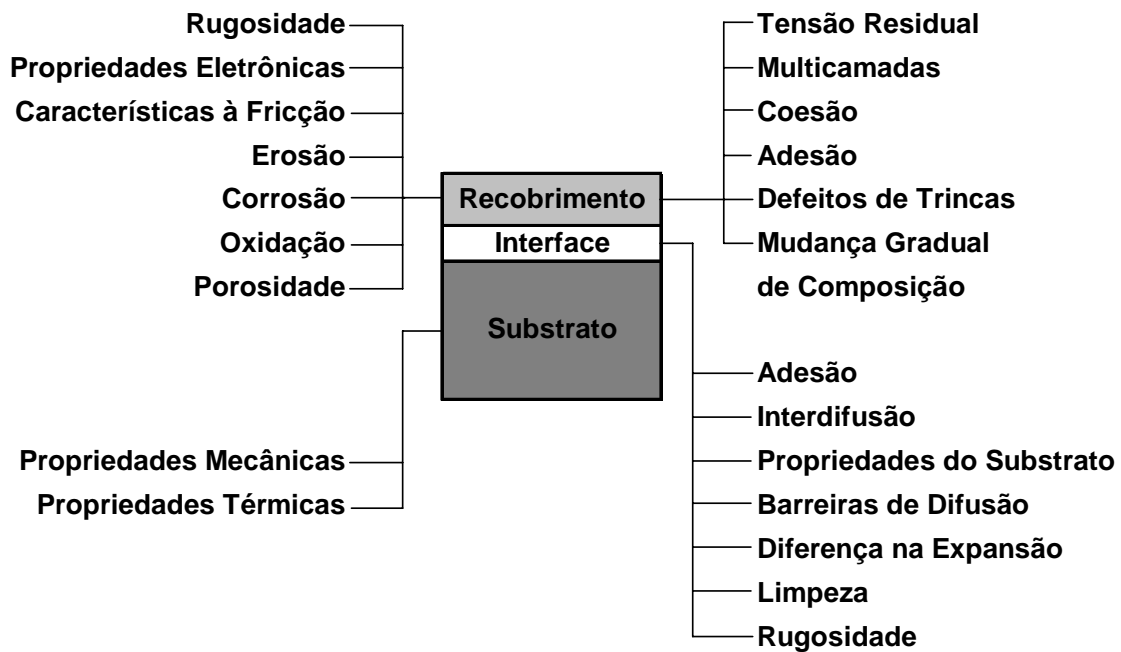 Rugosidade
Propriedades Eletrônicas
Características à Fricção
Erosão
Corrosão
Oxidação
Porosidade
Propriedades Mecânicas
Propriedades Térmicas
Recobrimento
Interface
Substrato
Tensão Residual
Multicamadas
Coesão
Adesão
Defeitos de Trincas
Mudança Gradual
de Composição
Adesão
Interdifusão
Propriedades do Substrato
Barreiras de Difusão
Diferença na Expansão
Limpeza
Rugosidade